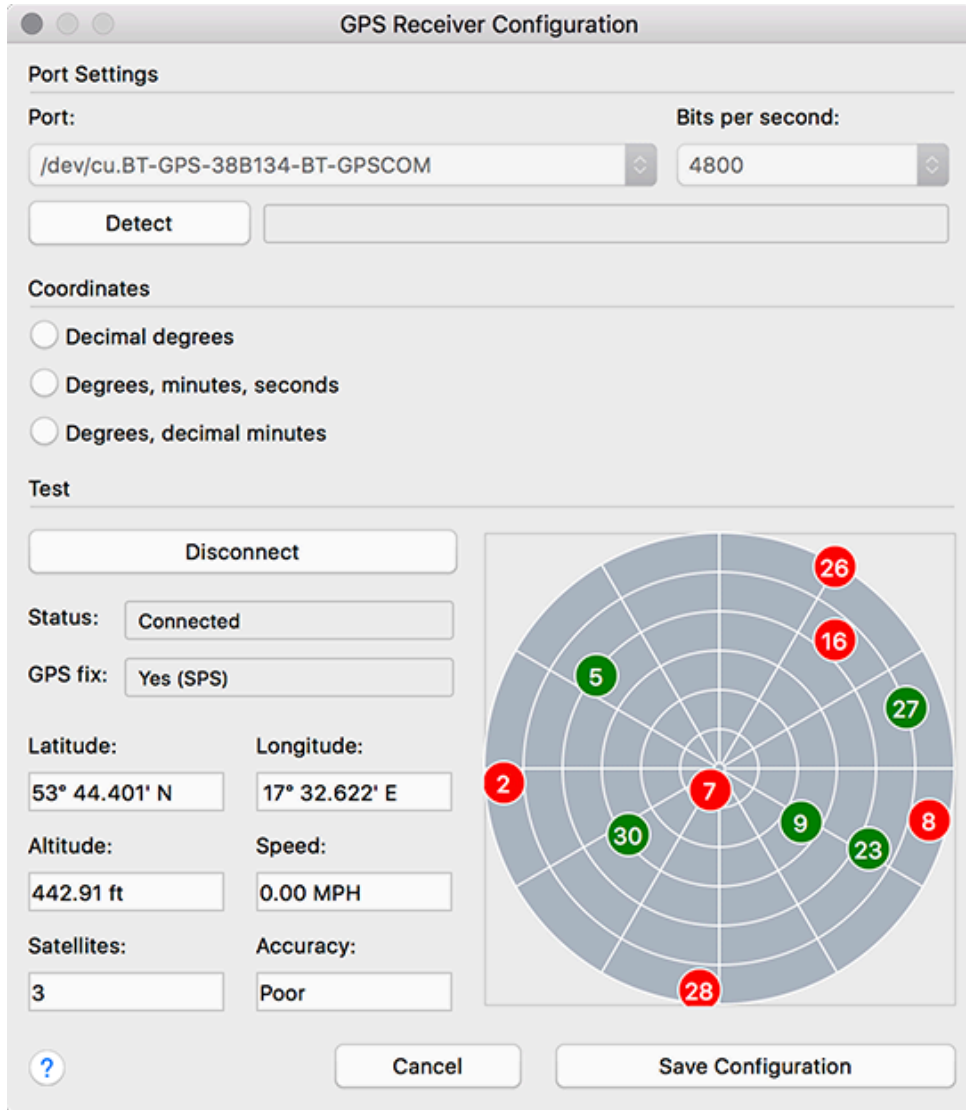 GPS Receiver Configuration
Port Settings
Port: Bits per second:
/dev/cu.BT-GPS-38B134-BT-GPSCOM 4800
Detect
Coordinates
Decimal degrees
Degrees, minutes, seconds
Degrees, decimal minutes
Test
Disconnect
Status: Connected
GPS fix: Yes (SPS)
Latitude: Longitude:
53° 44.401' N 17° 32.622' E
Altitude: Speed:
442.91 ft 0.00 MPH
Satellites: Accuracy:
3 Poor
26
16
5
27
2
7
8
9
30
23
28
? Cancel Save Configuration